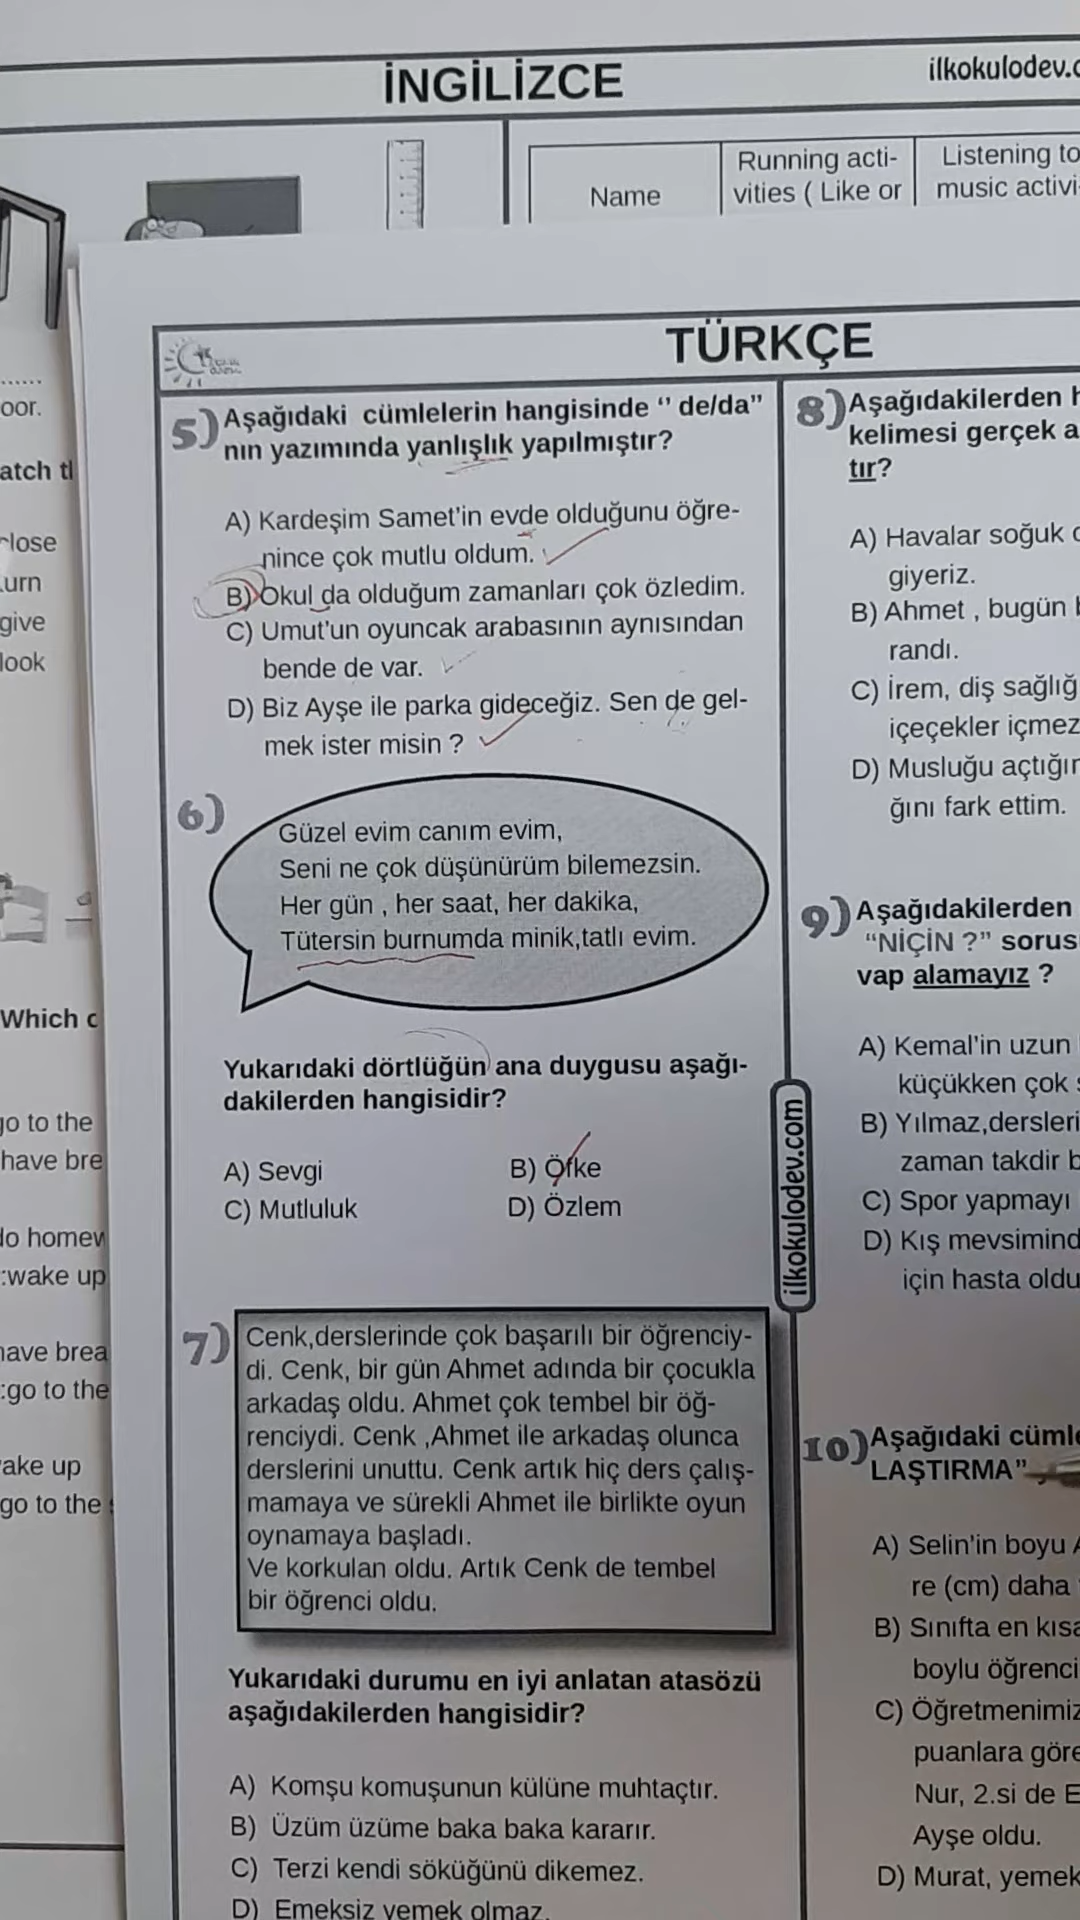 İNGİLİZCE
ilkokulodev.c
Name
Running acti-
vities ( Like or
Listening to
music activi-
oor.
atch tl
close
turn
give
look
Which c
go to the
have bre
do homew
:wake up
have brea
:go to the
wake up
go to the s
TÜRKÇE
5) Aşağıdaki cümlelerin hangisinde '' de/da"
nın yazımında yanlışlık yapılmıştır?
A) Kardeşim Samet'in evde olduğunu öğre-
nince çok mutlu oldum.
B) Okul da olduğum zamanları çok özledim.
C) Umut'un oyuncak arabasının aynısından
bende de var.
D) Biz Ayşe ile parka gideceğiz. Sen de gel-
mek ister misin ?
6)
Güzel evim canım evim,
Seni ne çok düşünürüm bilemezsin.
Her gün , her saat, her dakika,
Tütersin burnumda minik,tatlı evim.
Yukarıdaki dörtlüğün ana duygusu aşağı-
dakilerden hangisidir?
A) Sevgi
B) Öfke
C) Mutluluk
D) Özlem
7)
Cenk,derslerinde çok başarılı bir öğrenciy-
di. Cenk, bir gün Ahmet adında bir çocukla
arkadaş oldu. Ahmet çok tembel bir öğ-
renciydi. Cenk ,Ahmet ile arkadaş olunca
derslerini unuttu. Cenk artık hiç ders çalış-
mamaya ve sürekli Ahmet ile birlikte oyun
oynamaya başladı.
Ve korkulan oldu. Artık Cenk de tembel
bir öğrenci oldu.
Yukarıdaki durumu en iyi anlatan atasözü
aşağıdakilerden hangisidir?
A) Komşu komuşunun külüne muhtaçtır.
B) Üzüm üzüme baka baka kararır.
C) Terzi kendi söküğünü dikemez.
D) Emeksiz yemek olmaz.
ilkokulodev.com
8) Aşağıdakilerden h
kelimesi gerçek a
tır?
A) Havalar soğuk o
giyeriz.
B) Ahmet , bugün b
randı.
C) İrem, diş sağlığ
içeçekler içmez
D) Musluğu açtığın
ğını fark ettim.
9) Aşağıdakilerden
"NİÇİN ?" sorus
vap alamayız ?
A) Kemal'in uzun
küçükken çok s
B) Yılmaz,dersleri
zaman takdir b
C) Spor yapmayı
D) Kış mevsimind
için hasta oldu
10) Aşağıdaki cümle
LAŞTIRMA"
A) Selin'in boyu A
re (cm) daha
B) Sınıfta en kısa
boylu öğrenci
C) Öğretmenimiz
puanlara göre
Nur, 2.si de E
Ayşe oldu.
D) Murat, yemek